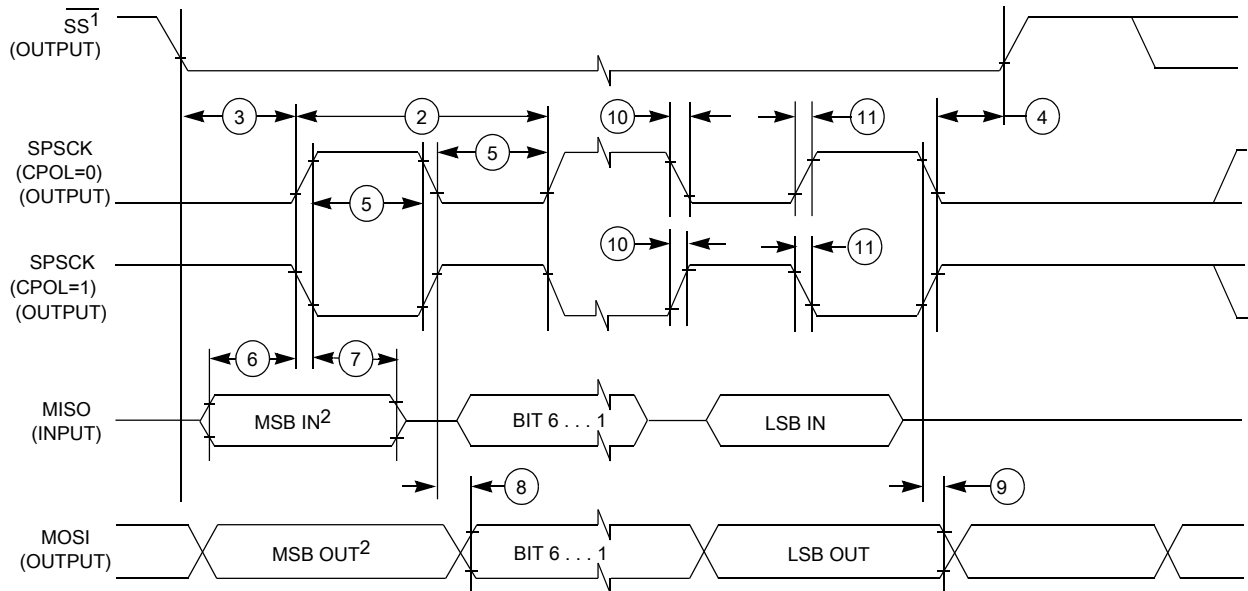 SS¹
(OUTPUT)
3
2
10
11
4
SPSCK
(CPOL=0)
(OUTPUT)
5
5
10
11
SPSCK
(CPOL=1)
(OUTPUT)
6
7
MISO
(INPUT)
MSB IN²
BIT 6 . . . 1
LSB IN
8
9
MOSI
(OUTPUT)
MSB OUT²
BIT 6 . . . 1
LSB OUT